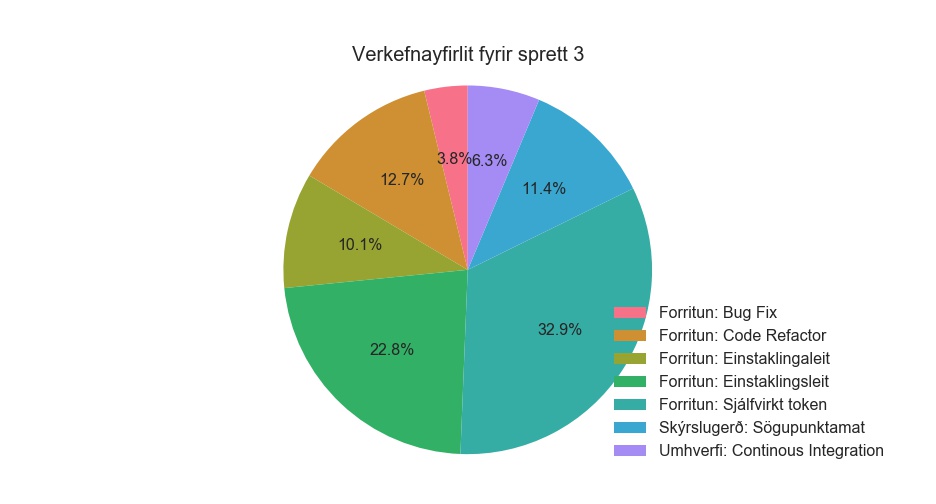 Verkefnayfirlit fyrir sprett 3
3.8%
6.3%
12.7%
11.4%
10.1%
32.9%
22.8%
Forritun: Bug Fix
Forritun: Code Refactor
Forritun: Einstaklingaleit
Forritun: Einstaklingsleit
Forritun: Sjálfvirkt token
Skýrslugerð: Sögupunktamat
Umhverfi: Continous Integration